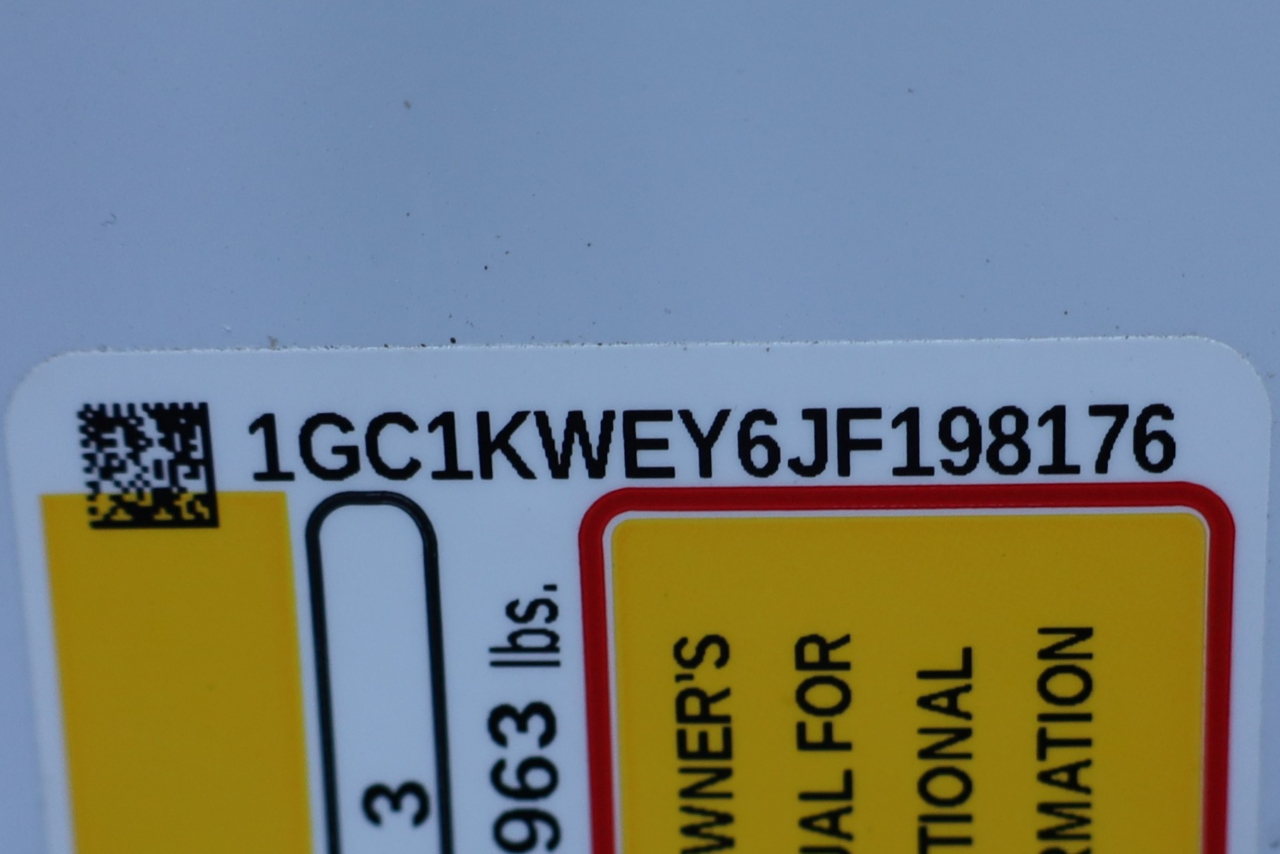 1GC1KWEY6JF198176
3
963 lbs.
WNER'S
UAL FOR
TIONAL
RMATION